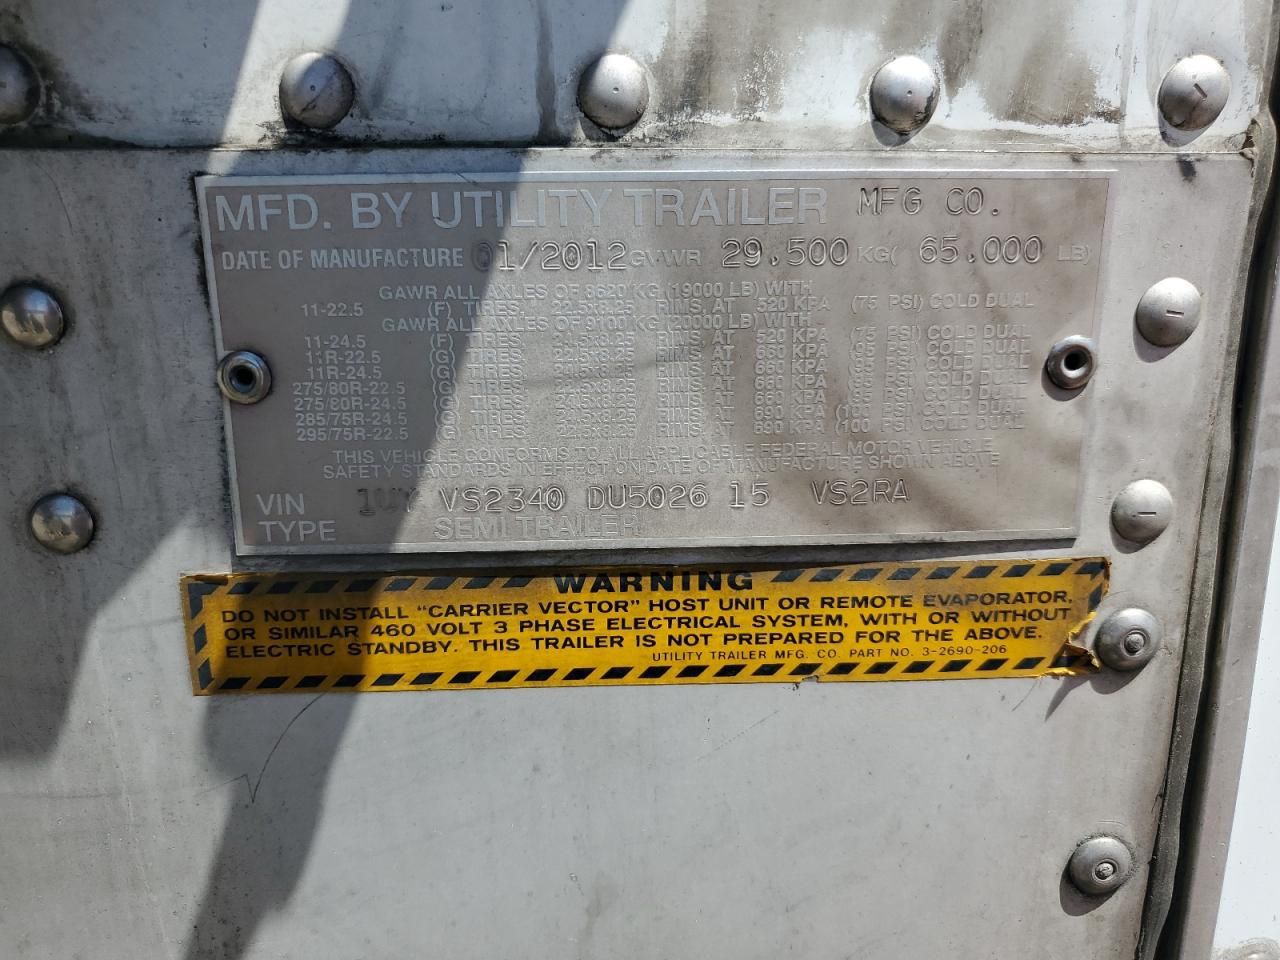 MFD. BY UTILITY TRAILER MFG CO.
DATE OF MANUFACTURE 01/2012 GVWR 29.500 KG( 65.000 LB)
GAWR ALL AXLES OF 8620 KG (19000 LB) WITH
11-22.5 (F) TIRES, 22.5x8.25 RIMS, AT 520 KPA (75 PSI) COLD DUAL
GAWR ALL AXLES OF 9100 KG (20000 LB) WITH
11-24.5 (F) TIRES, 24.5x8.25 RIMS, AT 520 KPA (75 PSI) COLD DUAL
11R-22.5 (G) TIRES, 22.5x8.25 RIMS, AT 660 KPA (95 PSI) COLD DUAL
11R-24.5 (G) TIRES, 24.5x8.25 RIMS, AT 660 KPA (95 PSI) COLD DUAL
275/80R-22.5 (G) TIRES, 22.5x8.25 RIMS, AT 660 KPA (95 PSI) COLD DUAL
275/80R-24.5 (G) TIRES, 24.5x8.25 RIMS, AT 660 KPA (95 PSI) COLD DUAL
285/75R-24.5 (G) TIRES, 24.5x8.25 RIMS, AT 690 KPA (100 PSI) COLD DUAL
295/75R-22.5 (G) TIRES, 22.5x8.25 RIMS, AT 690 KPA (100 PSI) COLD DUAL
THIS VEHICLE CONFORMS TO ALL APPLICABLE FEDERAL MOTOR VEHICLE
SAFETY STANDARDS IN EFFECT ON DATE OF MANUFACTURE SHOWN ABOVE
VIN 1UY VS2340 DU5026 15 VS2RA
TYPE SEMI TRAILER
WARNING
DO NOT INSTALL "CARRIER VECTOR" HOST UNIT OR REMOTE EVAPORATOR,
OR SIMILAR 460 VOLT 3 PHASE ELECTRICAL SYSTEM, WITH OR WITHOUT
ELECTRIC STANDBY. THIS TRAILER IS NOT PREPARED FOR THE ABOVE.
UTILITY TRAILER MFG. CO. PART NO. 3-2690-206